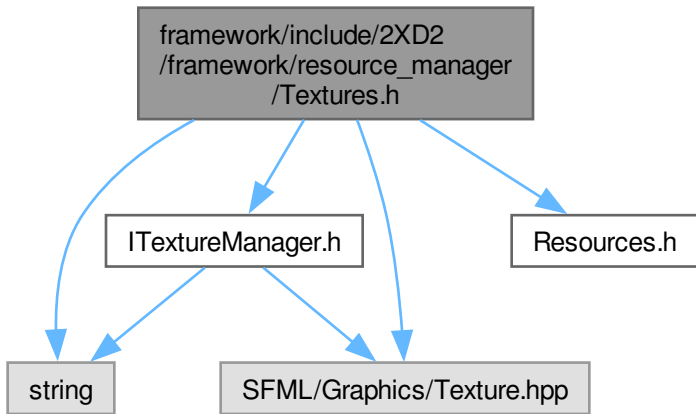 framework/include/2XD2
/framework/resource_manager
/Textures.h
ITextureManager.h
Resources.h
string
SFML/Graphics/Texture.hpp